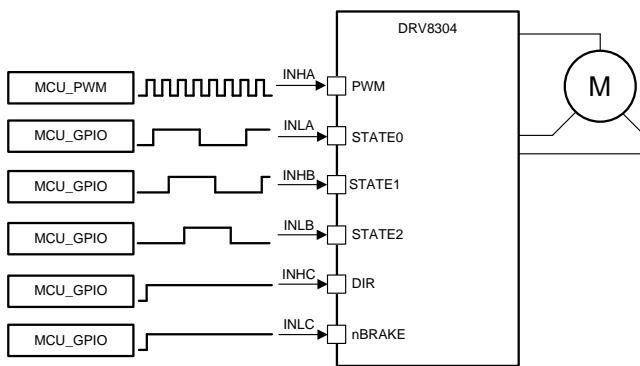 DRV8304
MCU_PWM INHA PWM
M
MCU_GPIO INLA STATE0
MCU_GPIO INHB STATE1
MCU_GPIO INLB STATE2
MCU_GPIO INHC DIR
MCU_GPIO INLC nBRAKE